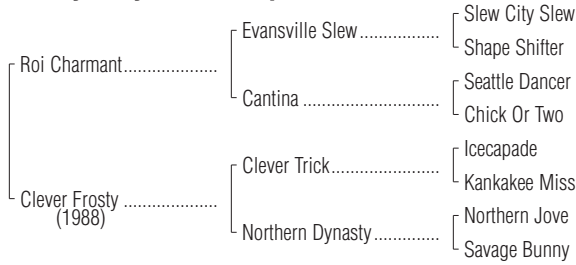 Slew City Slew
Evansville Slew.................
Shape Shifter
Roi Charmant....................
Seattle Dancer
Cantina .............................
Chick Or Two
Icecapade
Clever Trick.......................
Kankakee Miss
Clever Frosty ....................
(1988)
Northern Jove
Northern Dynasty..............
Savage Bunny